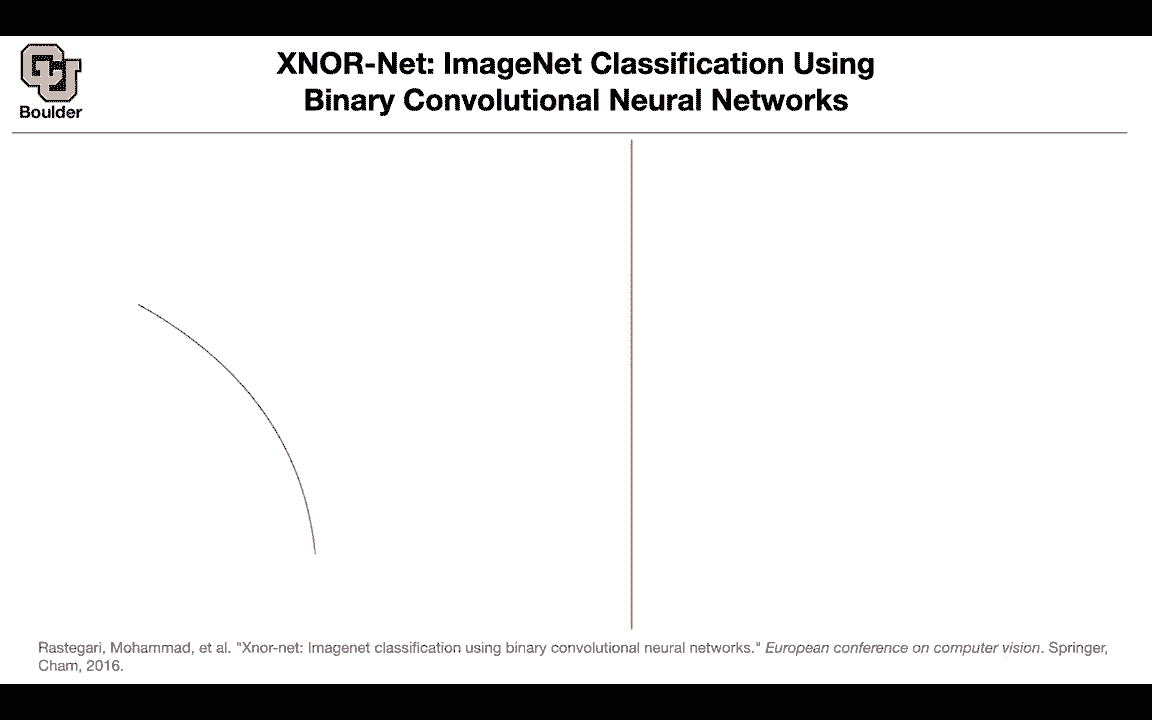 Boulder
XNOR-Net: ImageNet Classification Using
Binary Convolutional Neural Networks
Rastegari, Mohammad, et al. "Xnor-net: Imagenet classification using binary convolutional neural networks." European conference on computer vision. Springer,
Cham, 2016.